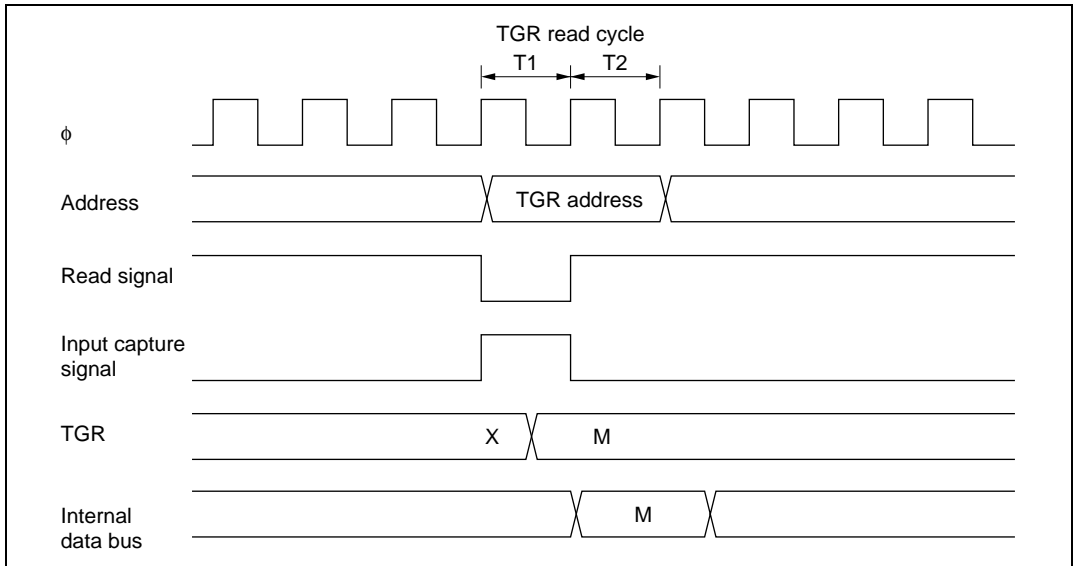 TGR read cycle
T1 T2
ϕ
Address
TGR address
Read signal
Input capture
signal
TGR
X M
Internal
data bus
M